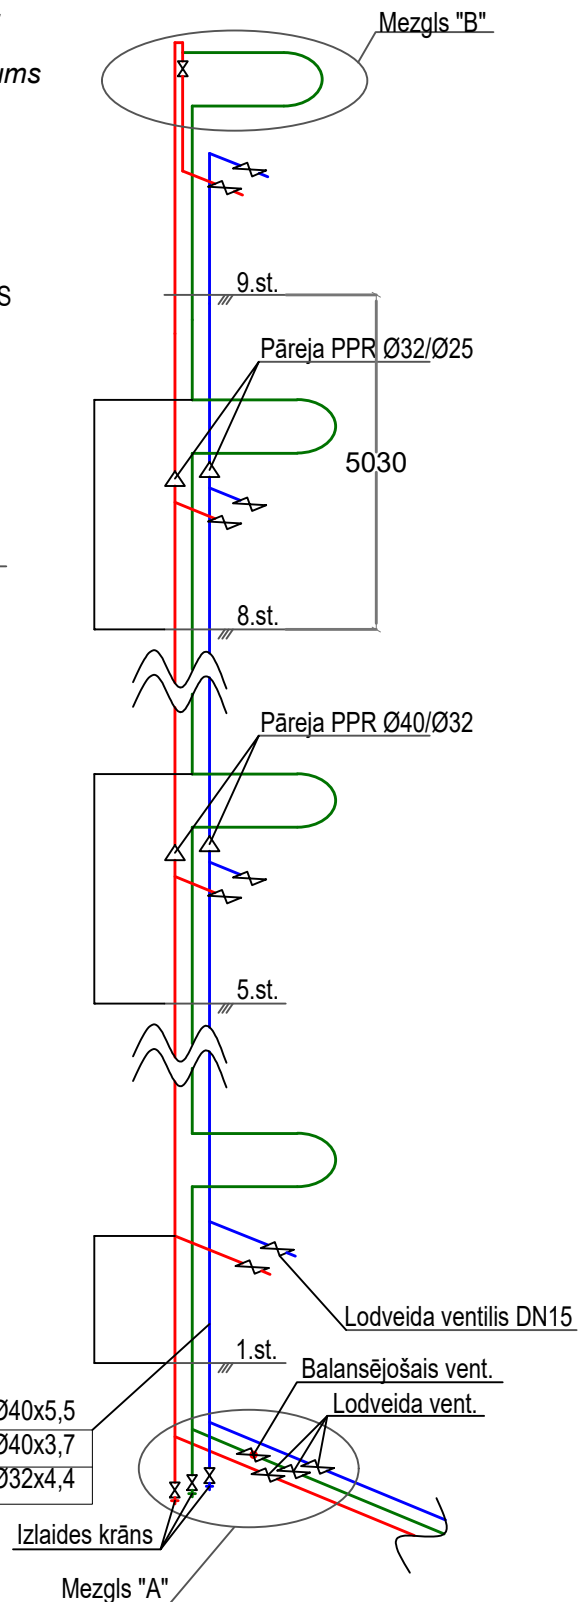 Mezgls "B"
9.st.
Pāreja PPR Ø32/Ø25
5030
8.st.
Pāreja PPR Ø40/Ø32
5.st.
Lodveida ventilis DN15
1.st.
Balansējošais vent.
Lodveida vent.
Ø40x5,5
Ø40x3,7
Ø32x4,4
Izlaides krāns
Mezgls "A"